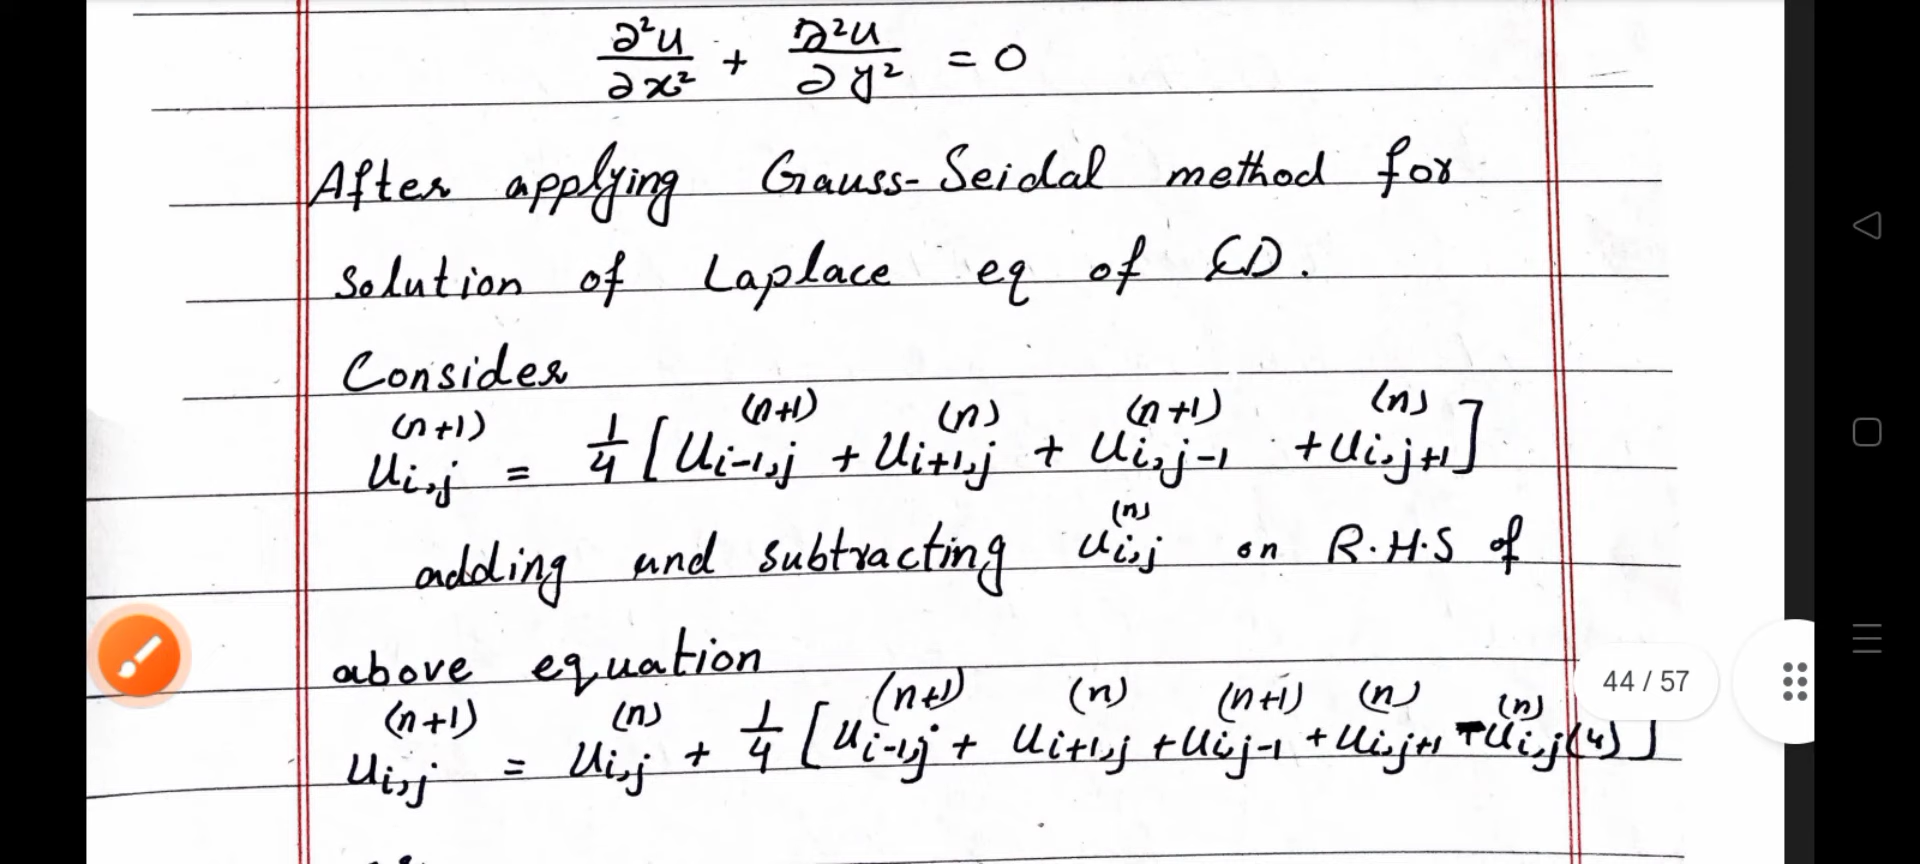 ∂²u/∂x² + ∂²u/∂y² = 0
After applying Gauss-Seidal method for
solution of Laplace eq of CD.
Consider
u_{i,j}^{(n+1)} = 1/4 [u_{i-1,j}^{(n+1)} + u_{i+1,j}^{(n)} + u_{i,j-1}^{(n+1)} + u_{i,j+1}^{(n)}]
adding and subtracting u_{i,j}^{(n)} on R.H.S of
above equation
u_{i,j}^{(n+1)} = u_{i,j}^{(n)} + 1/4 [u_{i-1,j}^{(n+1)} + u_{i+1,j}^{(n)} + u_{i,j-1}^{(n+1)} + u_{i,j+1}^{(n)} - u_{i,j}^{(n)}(4)]
44 / 57